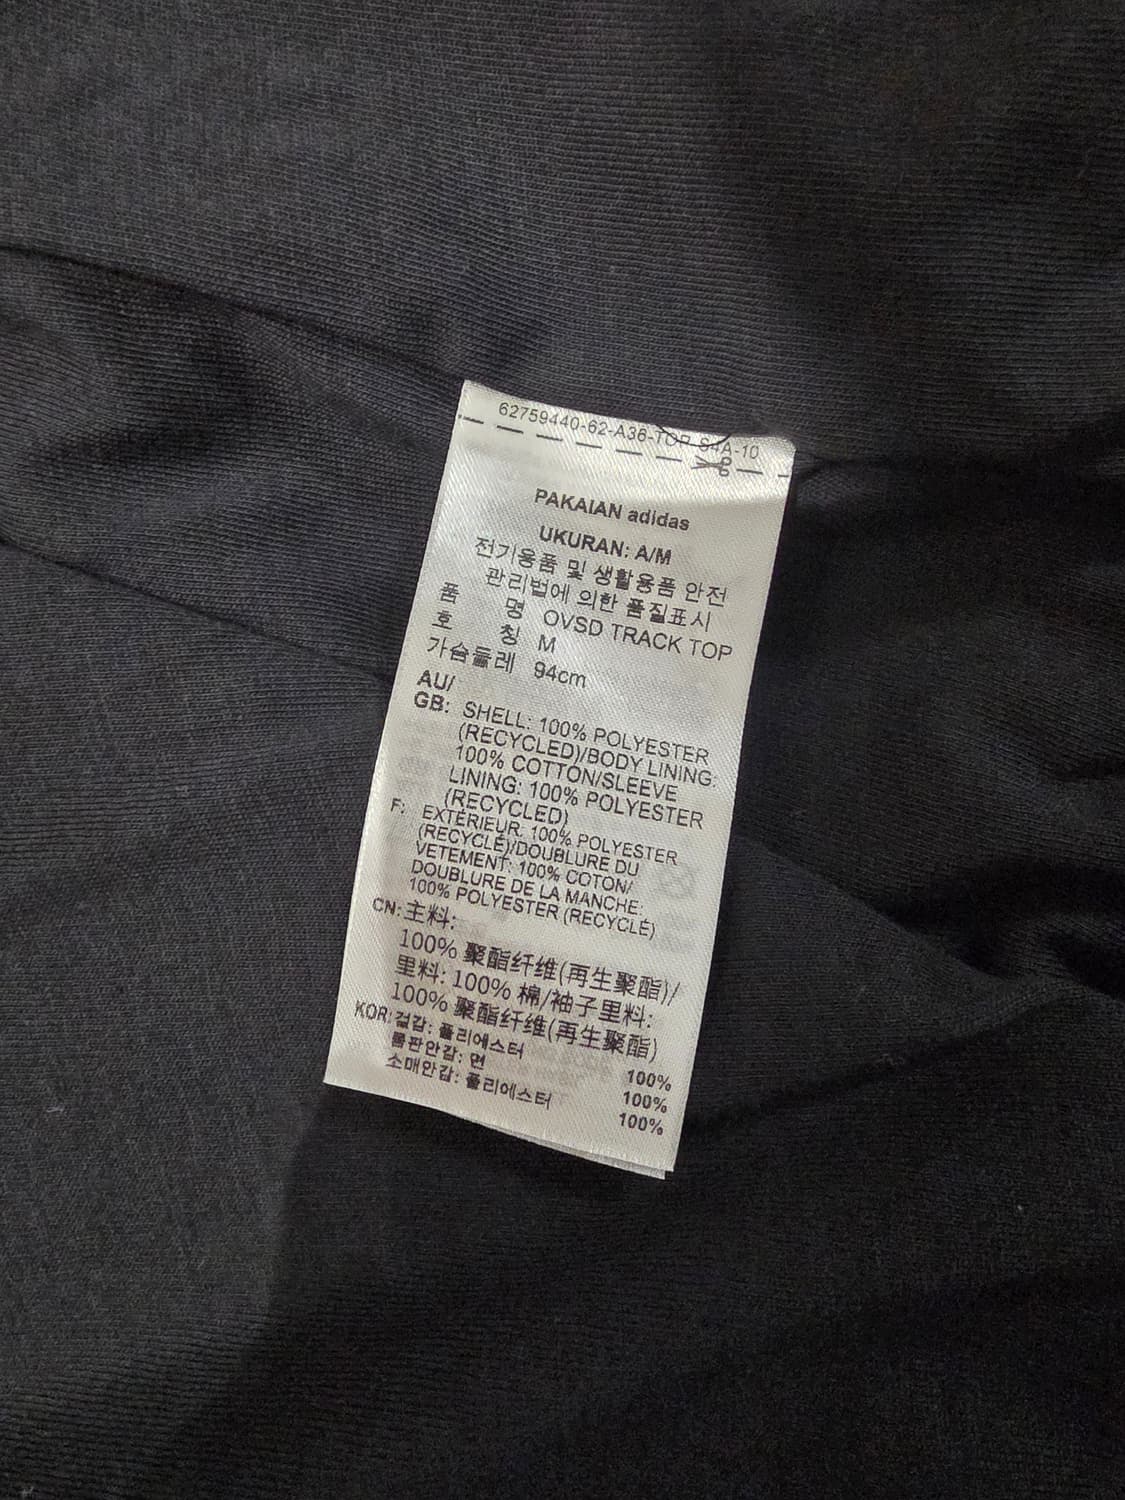 62759440-62-A36-TOP 94A-10
PAKAIAN adidas
UKURAN: A/M
전기용품 및 생활용품 안전
관리법에 의한 품질표시
품 명 OVSD TRACK TOP
호 칭 M
가슴둘레 94cm
AU/
GB: SHELL: 100% POLYESTER
(RECYCLED)/BODY LINING:
100% COTTON/SLEEVE
LINING: 100% POLYESTER
(RECYCLED)
F: EXTÉRIEUR: 100% POLYESTER
(RECYCLÉ)/DOUBLURE DU
VETEMENT: 100% COTON/
DOUBLURE DE LA MANCHE:
100% POLYESTER (RECYCLÉ)
CN: 主料:
100% 聚酯纤维(再生聚酯)/
里料: 100% 棉/袖子里料:
100% 聚酯纤维(再生聚酯)
KOR: 겉감: 폴리에스터 100%
몸판안감: 면 100%
소매안감: 폴리에스터 100%